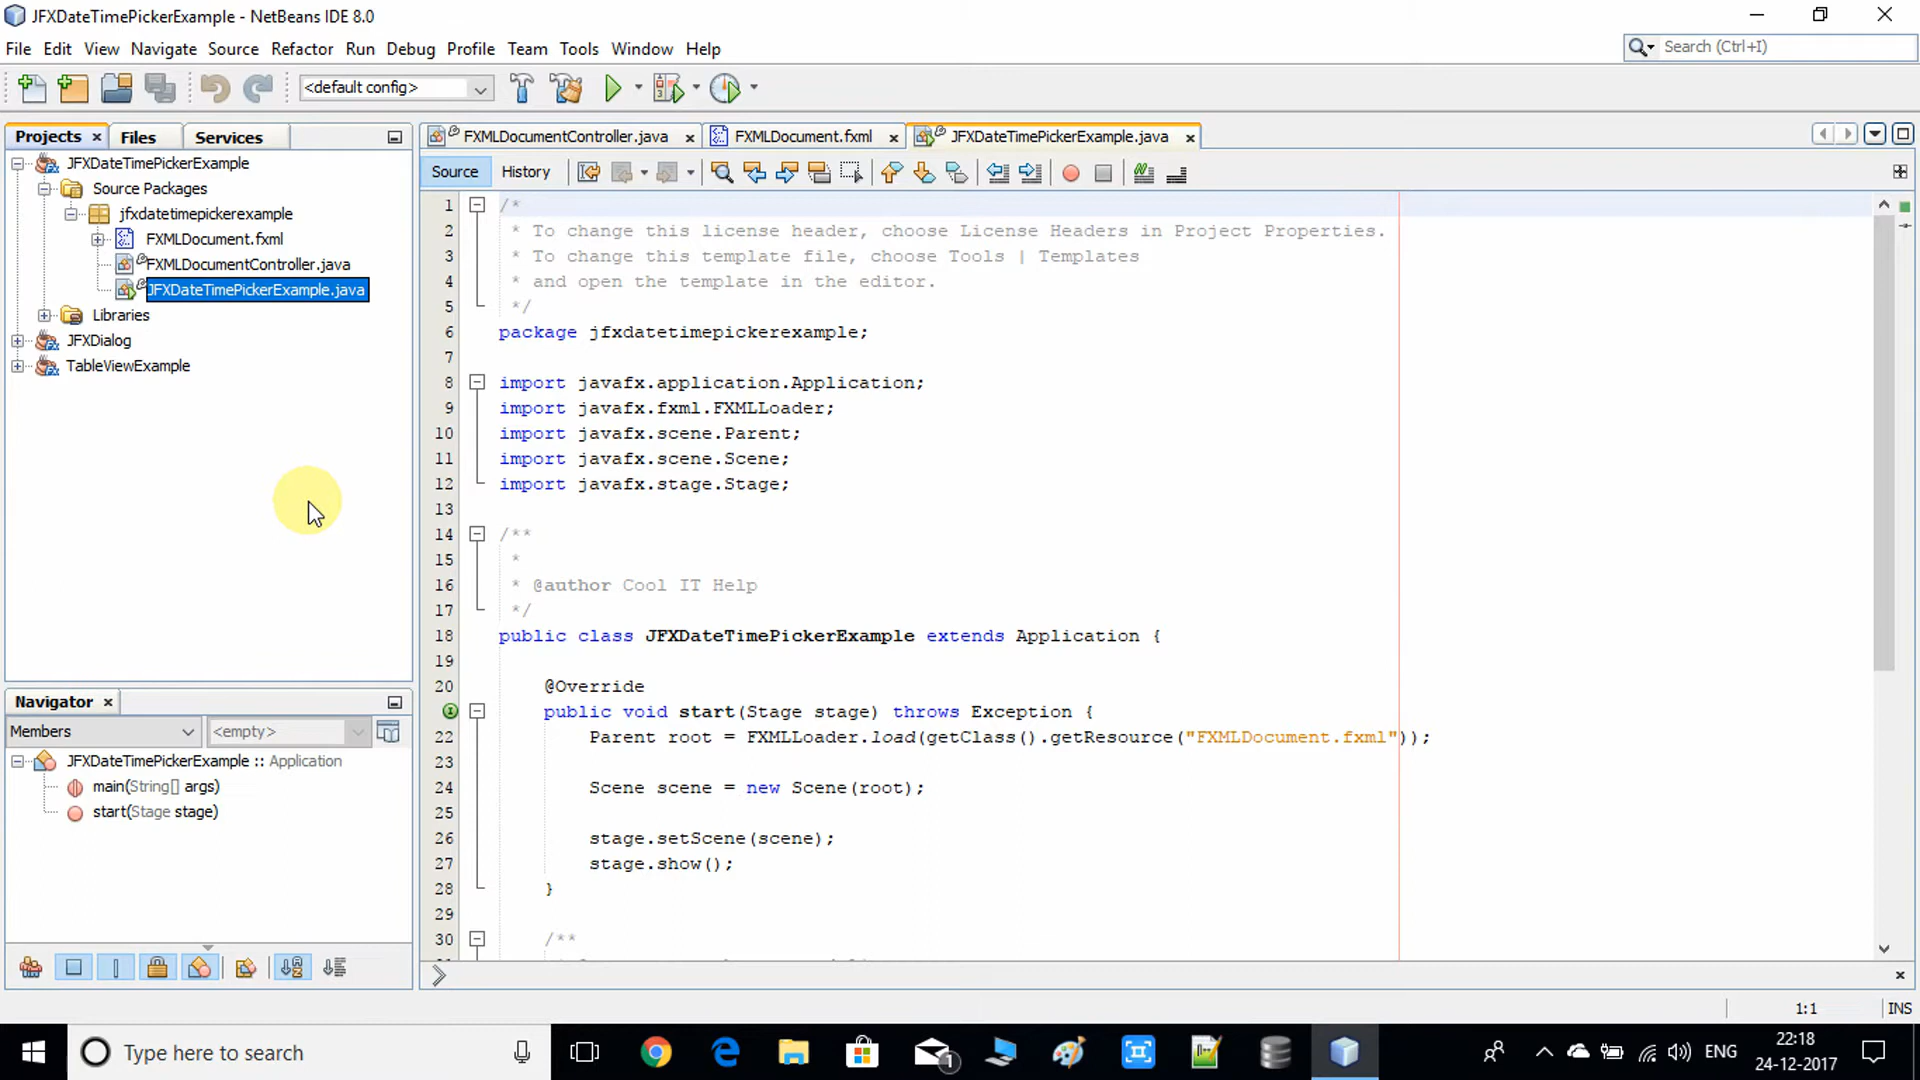 JFXDateTimePickerExample - NetBeans IDE 8.0
File Edit View Navigate Source Refactor Run Debug Profile Team Tools Window Help
Search (Ctrl+I)
<default config>
Projects Files Services
JFXDateTimePickerExample
Source Packages
jfxdatetimepickerexample
FXMLDocument.fxml
FXMLDocumentController.java
JFXDateTimePickerExample.java
Libraries
JFXDialog
TableViewExample
Navigator
Members <empty>
JFXDateTimePickerExample :: Application
main(String[] args)
start(Stage stage)
FXMLDocumentController.java FXMLDocument.fxml JFXDateTimePickerExample.java
Source History
1 /*
2 * To change this license header, choose License Headers in Project Properties.
3 * To change this template file, choose Tools | Templates
4 * and open the template in the editor.
5 */
6 package jfxdatetimepickerexample;
7
8 import javafx.application.Application;
9 import javafx.fxml.FXMLLoader;
10 import javafx.scene.Parent;
11 import javafx.scene.Scene;
12 import javafx.stage.Stage;
13
14 /**
15 *
16 * @author Cool IT Help
17 */
18 public class JFXDateTimePickerExample extends Application {
19
20 @Override
public void start(Stage stage) throws Exception {
22 Parent root = FXMLLoader.load(getClass().getResource("FXMLDocument.fxml"));
23
24 Scene scene = new Scene(root);
25
26 stage.setScene(scene);
27 stage.show();
28 }
29
30 /**
1:1 INS
Type here to search
1
ENG
22:18
24-12-2017